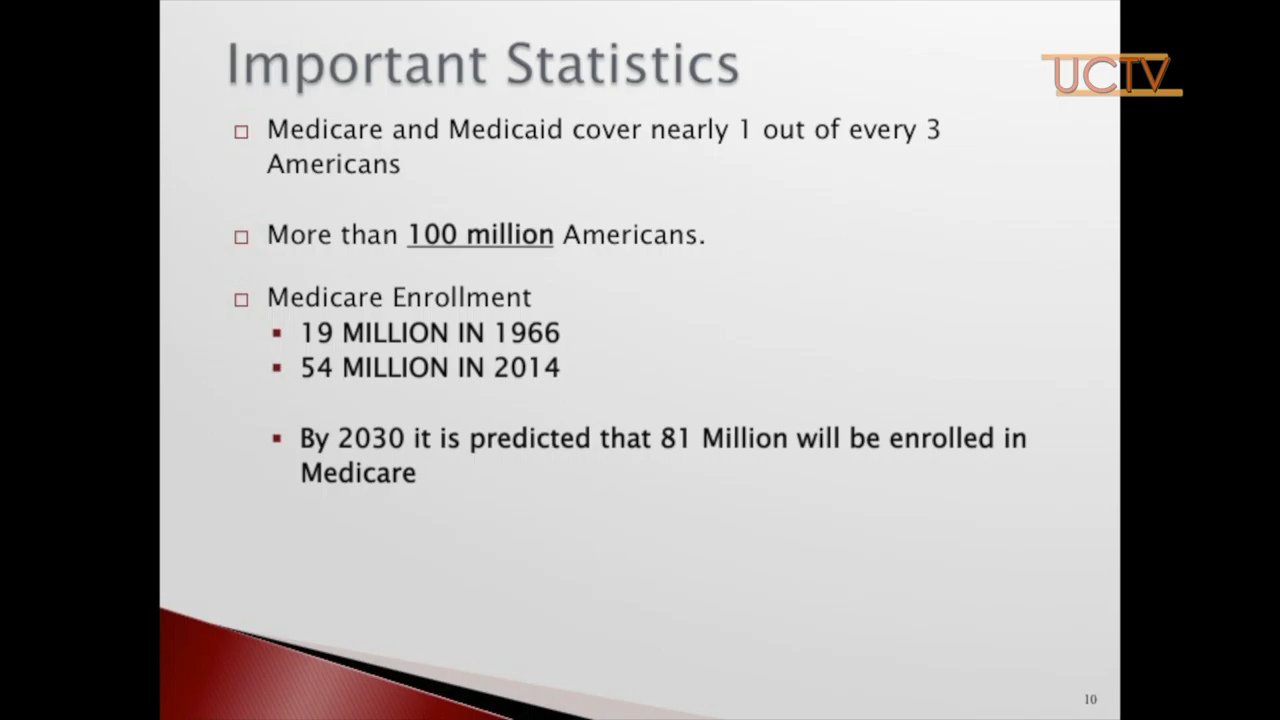 Important Statistics
UCTV
Medicare and Medicaid cover nearly 1 out of every 3
Americans
More than 100 million Americans.
Medicare Enrollment
19 MILLION IN 1966
54 MILLION IN 2014
By 2030 it is predicted that 81 Million will be enrolled in
Medicare
10